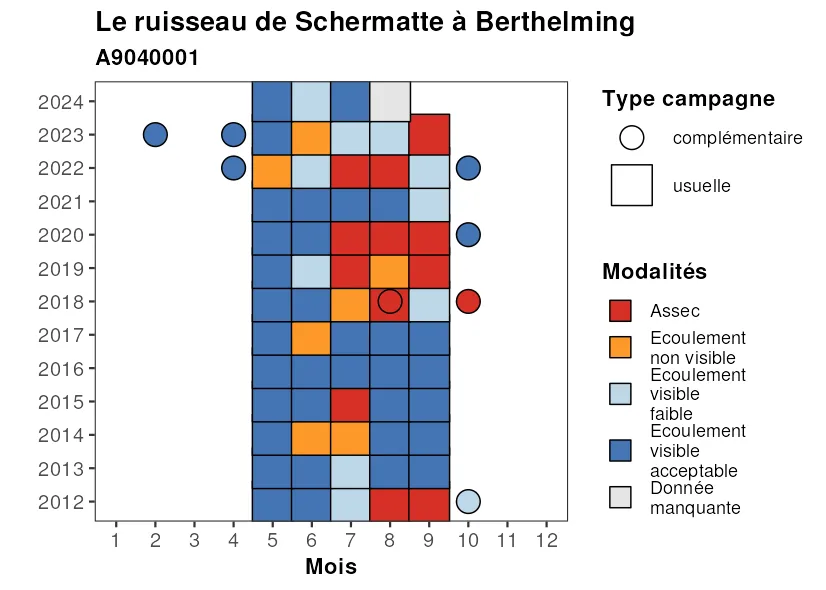 Le ruisseau de Schermatte à Berthelming
A9040001
2024
2023
2022
2021
2020
2019
2018
2017
2016
2015
2014
2013
2012
1 2 3 4 5 6 7 8 9 10 11 12
Mois
Type campagne
complémentaire
usuelle
Modalités
Assec
Ecoulement
non visible
Ecoulement
visible
faible
Ecoulement
visible
acceptable
Donnée
manquante